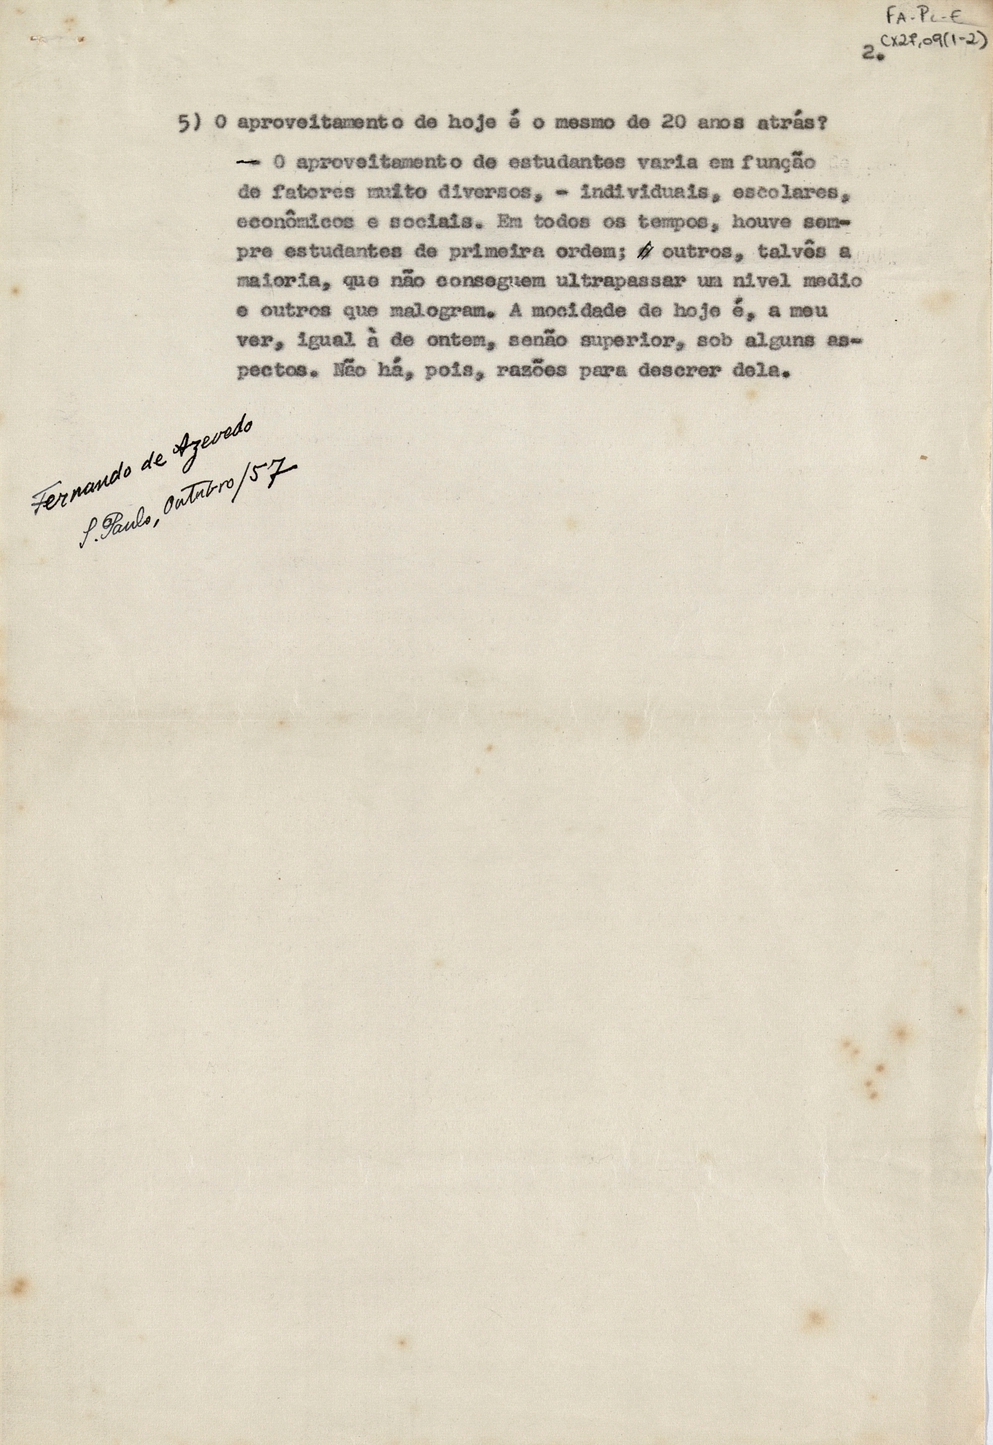 FA-PI-E
Cx27,09(1-2)
2.
5) O aproveitamento de hoje é o mesmo de 20 anos atrás?
— O aproveitamento de estudantes varia em função
de fatores muito diversos, - individuais, escolares,
econômicos e sociais. Em todos os tempos, houve sem-
pre estudantes de primeira ordem; outros, talvês a
maioria, que não conseguem ultrapassar um nivel medio
e outros que malogram. A mocidade de hoje é, a meu
ver, igual à de ontem, senão superior, sob alguns as-
pectos. Não há, pois, razões para descrer dela.
Fernando de Azevedo
S. Paulo, Outubro/57